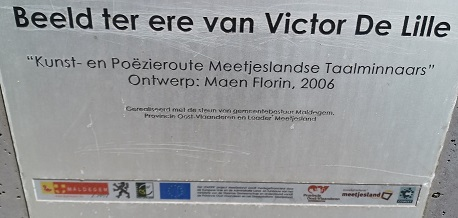 Beeld ter ere van Victor De Lille
"Kunst- en Poëzieroute Meetjeslandse Taalminnaars"
Ontwerp: Maen Florin, 2006
Gerealiseerd met de steun van gemeentebestuur Maldegem,
Provincie Oost-Vlaanderen en Leader Meetjesland
MALDEGEM
meetjesland